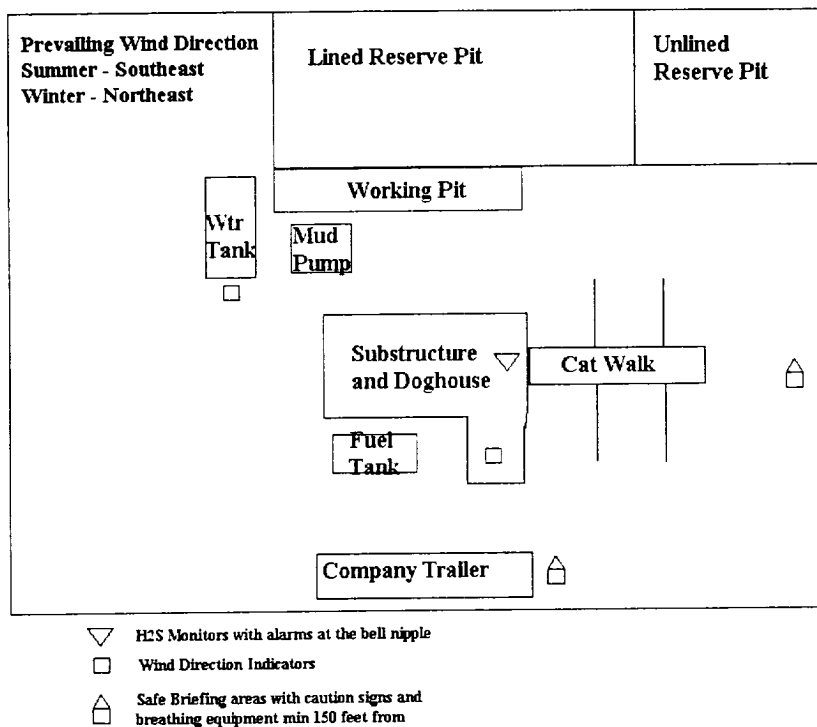 Prevailing Wind Direction
Summer - Southeast
Winter - Northeast
Lined Reserve Pit
Unlined
Reserve Pit
Working Pit
Wtr
Tank
Mud
Pump
Substructure
and Doghouse
Cat Walk
Fuel
Tank
Company Trailer
H2S Monitors with alarms at the bell nipple
Wind Direction Indicators
Safe Briefing areas with caution signs and
breathing equipment min 150 feet from